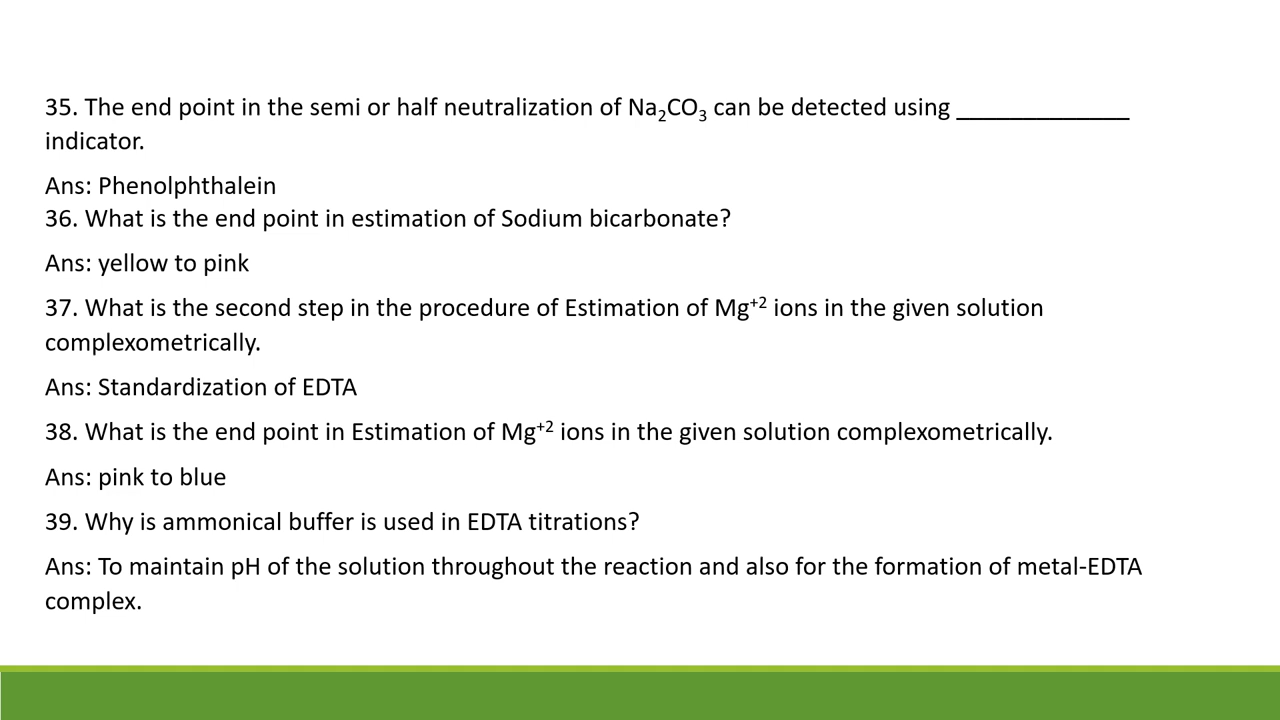 35. The end point in the semi or half neutralization of Na₂CO₃ can be detected using _____________
indicator.
Ans: Phenolphthalein
36. What is the end point in estimation of Sodium bicarbonate?
Ans: yellow to pink
37. What is the second step in the procedure of Estimation of Mg⁺² ions in the given solution
complexometrically.
Ans: Standardization of EDTA
38. What is the end point in Estimation of Mg⁺² ions in the given solution complexometrically.
Ans: pink to blue
39. Why is ammonical buffer is used in EDTA titrations?
Ans: To maintain pH of the solution throughout the reaction and also for the formation of metal-EDTA
complex.